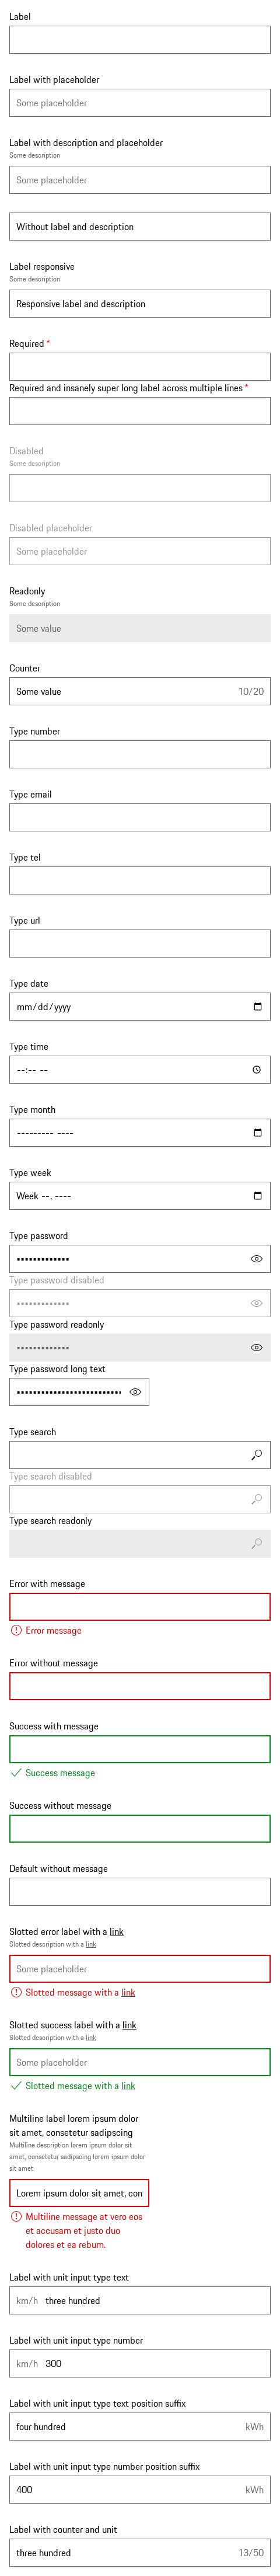 Label
Label with placeholder
Some placeholder
Label with description and placeholder
Some description
Some placeholder
Without label and description
Label responsive
Some description
Responsive label and description
Required *
Required and insanely super long label across multiple lines *
Disabled
Some description
Disabled placeholder
Some placeholder
Readonly
Some description
Some value
Counter
Some value 10/20
Type number
Type email
Type tel
Type url
Type date
mm/dd/yyyy
Type time
--:-- --
Type month
--------- ----
Type week
Week --, ----
Type password
•••••••••••••
Type password disabled
•••••••••••••
Type password readonly
•••••••••••••
Type password long text
••••••••••••••••••••••••••
Type search
Type search disabled
Type search readonly
Error with message
Error message
Error without message
Success with message
Success message
Success without message
Default without message
Slotted error label with a link
Slotted description with a link
Some placeholder
Slotted message with a link
Slotted success label with a link
Slotted description with a link
Some placeholder
Slotted message with a link
Multiline label lorem ipsum dolor
sit amet, consetetur sadipscing
Multiline description lorem ipsum dolor sit
amet, consetetur sadipscing lorem ipsum dolor
sit amet
Lorem ipsum dolor sit amet, con
Multiline message at vero eos
et accusam et justo duo
dolores et ea rebum.
Label with unit input type text
km/h three hundred
Label with unit input type number
km/h 300
Label with unit input type text position suffix
four hundred kWh
Label with unit input type number position suffix
400 kWh
Label with counter and unit
three hundred 13/50